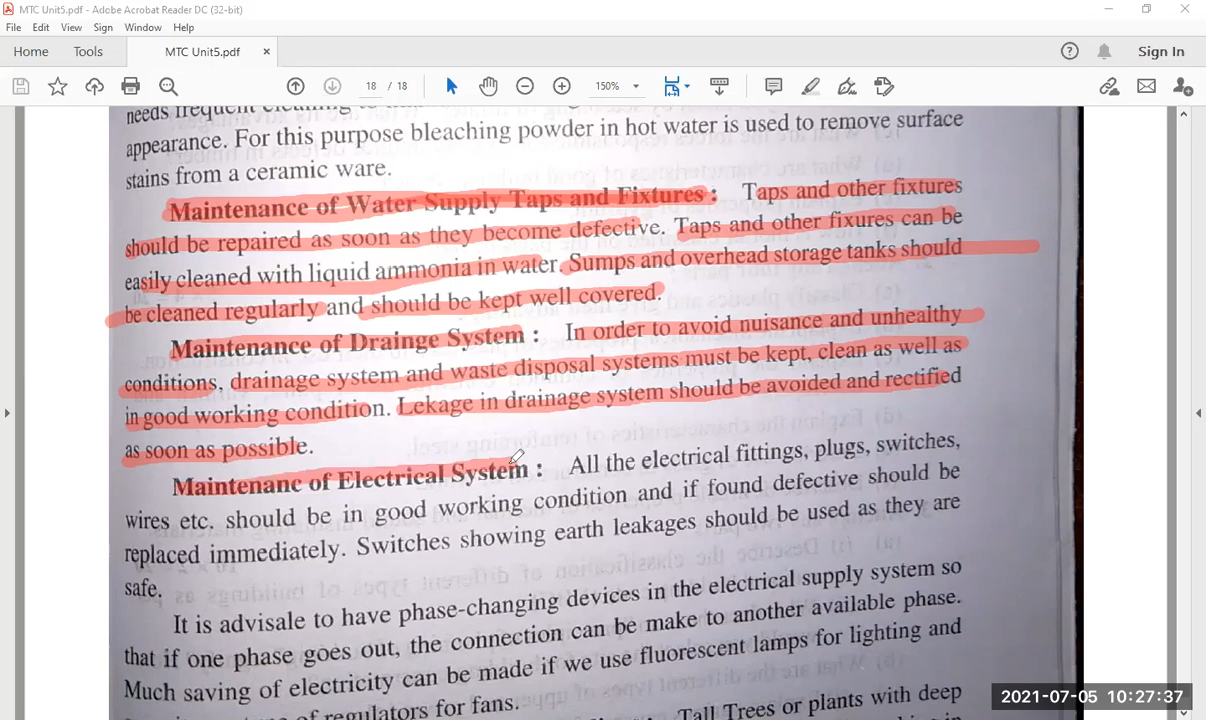 MTC Unit5.pdf - Adobe Acrobat Reader DC (32-bit)
File Edit View Sign Window Help
Home Tools MTC Unit5.pdf × Sign In
18 / 18 150%
needs frequent
For this purpose bleaching powder in hot water is used to remove surface
appearance.
stains from a ceramic ware.
Maintenance of Water Supply Taps and Fixtures : Taps and other fixtures
should be repaired as soon as they become defective. Taps and other fixures can be
easily cleaned with liquid ammonia in water. Sumps and overhead storage tanks should
be cleaned regularly and should be kept well covered.
Maintenance of Drainge System : In order to avoid nuisance and unhealthy
conditions, drainage system and waste disposal systems must be kept, clean as well as
in good working condition. Lekage in drainage system should be avoided and rectified
as soon as possible.
Maintenanc of Electrical System : All the electrical fittings, plugs, switches,
wires etc. should be in good working condition and if found defective should be
replaced immediately. Switches showing earth leakages should be used as they are
safe.
It is advisale to have phase-changing devices in the electrical supply system so
that if one phase goes out, the connection can be make to another available phase.
Much saving of electricity can be made if we use fluorescent lamps for lighting and
of regulators for fans.
Tall Trees or plants with deep
2021-07-05 10:27:37